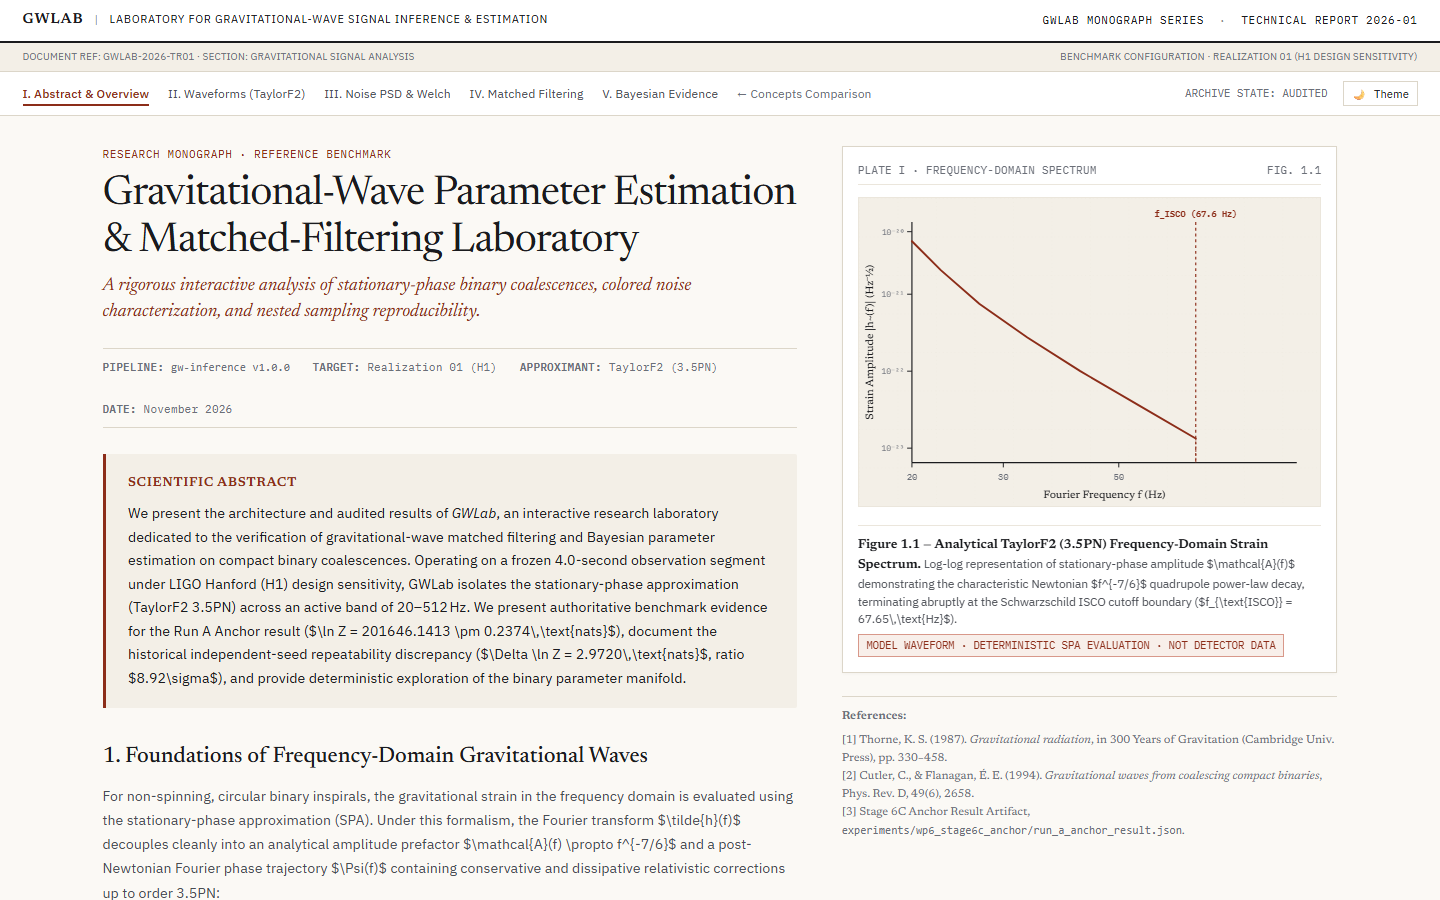 GWLAB | LABORATORY FOR GRAVITATIONAL-WAVE SIGNAL INFERENCE & ESTIMATION
GWLAB MONOGRAPH SERIES · TECHNICAL REPORT 2026-01
DOCUMENT REF: GWLAB-2026-TR01 · SECTION: GRAVITATIONAL SIGNAL ANALYSIS
BENCHMARK CONFIGURATION · REALIZATION 01 (H1 DESIGN SENSITIVITY)
I. Abstract & Overview II. Waveforms (TaylorF2) III. Noise PSD & Welch IV. Matched Filtering V. Bayesian Evidence ← Concepts Comparison
ARCHIVE STATE: AUDITED 🌙 Theme
RESEARCH MONOGRAPH · REFERENCE BENCHMARK
Gravitational-Wave Parameter Estimation
& Matched-Filtering Laboratory
A rigorous interactive analysis of stationary-phase binary coalescences, colored noise
characterization, and nested sampling reproducibility.
PIPELINE: gw-inference v1.0.0 TARGET: Realization 01 (H1) APPROXIMANT: TaylorF2 (3.5PN)
DATE: November 2026
SCIENTIFIC ABSTRACT
We present the architecture and audited results of GWLab, an interactive research laboratory
dedicated to the verification of gravitational-wave matched filtering and Bayesian parameter
estimation on compact binary coalescences. Operating on a frozen 4.0-second observation segment
under LIGO Hanford (H1) design sensitivity, GWLab isolates the stationary-phase approximation
(TaylorF2 3.5PN) across an active band of 20–512 Hz. We present authoritative benchmark evidence
for the Run A Anchor result ($\ln Z = 201646.1413 \pm 0.2374\,\text{nats}$), document the
historical independent-seed repeatability discrepancy ($\Delta \ln Z = 2.9720\,\text{nats}$, ratio
$8.92\sigma$), and provide deterministic exploration of the binary parameter manifold.
1. Foundations of Frequency-Domain Gravitational Waves
For non-spinning, circular binary inspirals, the gravitational strain in the frequency domain is evaluated using
the stationary-phase approximation (SPA). Under this formalism, the Fourier transform $\tilde{h}(f)$
decouples cleanly into an analytical amplitude prefactor $\mathcal{A}(f) \propto f^{-7/6}$ and a post-
Newtonian Fourier phase trajectory $\Psi(f)$ containing conservative and dissipative relativistic corrections
up to order 3.5PN:
PLATE I · FREQUENCY-DOMAIN SPECTRUM FIG. 1.1
f_ISCO (67.6 Hz)
10⁻²⁰
10⁻²¹
10⁻²²
10⁻²³
Strain Amplitude |h~(f)| (Hz⁻½)
20 30 50
Fourier Frequency f (Hz)
Figure 1.1 — Analytical TaylorF2 (3.5PN) Frequency-Domain Strain
Spectrum. Log-log representation of stationary-phase amplitude $\mathcal{A}(f)$
demonstrating the characteristic Newtonian $f^{-7/6}$ quadrupole power-law decay,
terminating abruptly at the Schwarzschild ISCO cutoff boundary ($f_{\text{ISCO}} =
67.65\,\text{Hz}$).
MODEL WAVEFORM · DETERMINISTIC SPA EVALUATION · NOT DETECTOR DATA
References:
[1] Thorne, K. S. (1987). Gravitational radiation, in 300 Years of Gravitation (Cambridge Univ.
Press), pp. 330–458.
[2] Cutler, C., & Flanagan, É. E. (1994). Gravitational waves from coalescing compact binaries,
Phys. Rev. D, 49(6), 2658.
[3] Stage 6C Anchor Result Artifact,
experiments/wp6_stage6c_anchor/run_a_anchor_result.json.